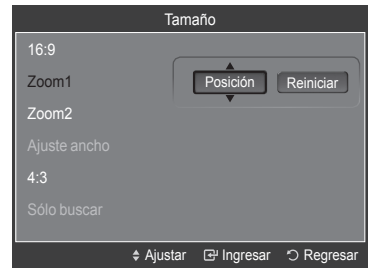 Tamaño
16:9
Zoom1
Posición Reiniciar
Zoom2
Ajuste ancho
4:3
Sólo buscar
Ajustar Ingresar Regresar